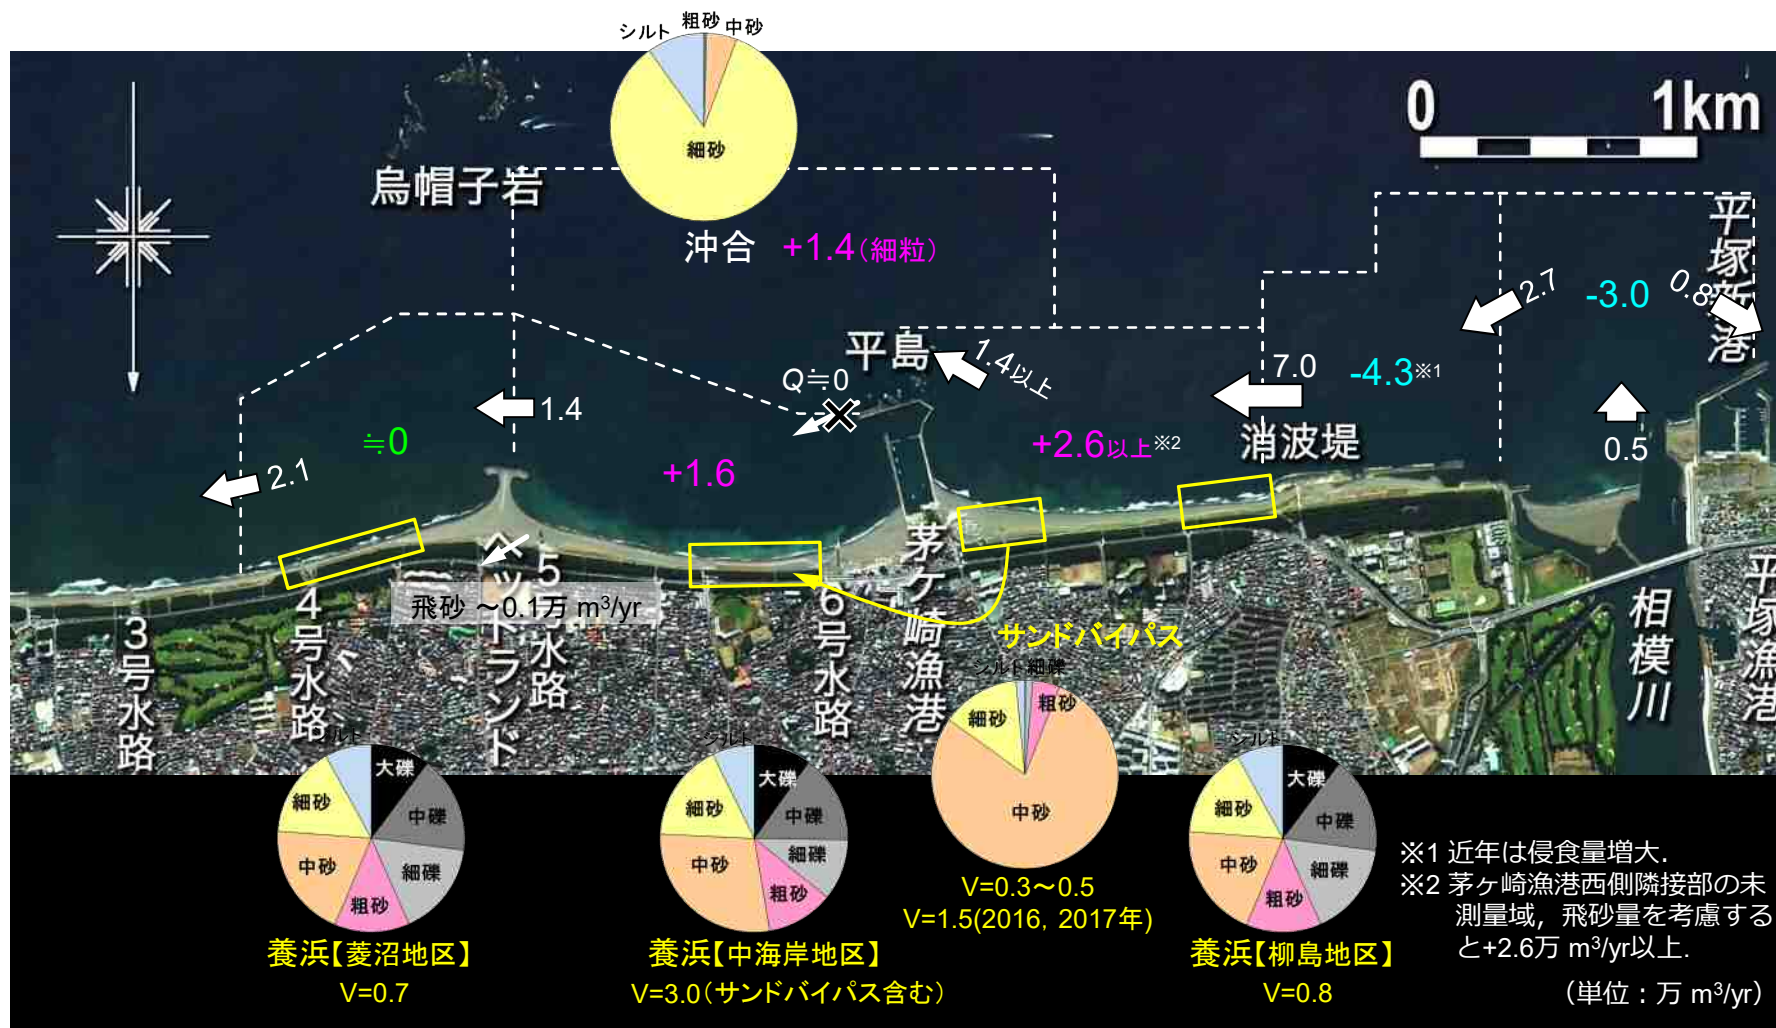 シルト
粗砂
中砂
細砂
0
1km
烏帽子岩
沖合
+1.4(細粒)
平塚新港
2.7
-3.0
0.8
平島
1.4以上
Q≒0
7.0
-4.3※1
1.4
≒0
+2.6以上※2
消波堤
0.5
2.1
+1.6
飛砂 ～0.1万 m³/yr
3号水路
4号水路
ヘッドランド
5号水路
6号水路
茅ヶ崎漁港
サンドバイパス
相模川
平塚漁港
シルト
細礫
粗砂
細砂
中砂
V=0.3～0.5
V=1.5(2016, 2017年)
シルト
大礫
中礫
細礫
粗砂
中砂
細砂
養浜【菱沼地区】
V=0.7
シルト
大礫
中礫
細礫
粗砂
中砂
細砂
養浜【中海岸地区】
V=3.0(サンドバイパス含む)
シルト
大礫
中礫
細礫
粗砂
中砂
細砂
養浜【柳島地区】
V=0.8
※1 近年は侵食量増大.
※2 茅ヶ崎漁港西側隣接部の未
測量域，飛砂量を考慮する
と+2.6万 m³/yr以上.
（単位：万 m³/yr）